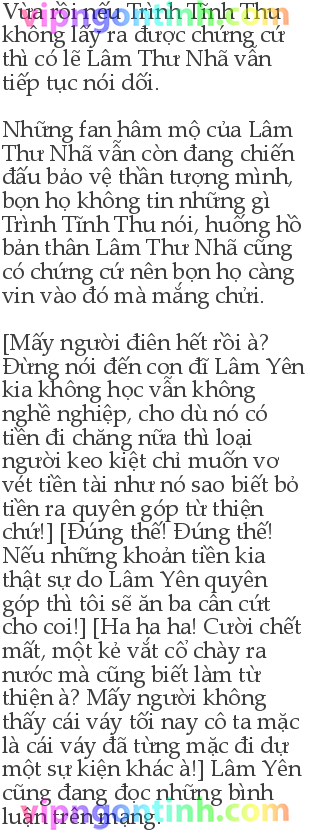 Vừa rồi nếu Trình Tĩnh Thu
không lấy ra được chứng cứ
thì có lẽ Lâm Thư Nhã vẫn
tiếp tục nói dối.

Những fan hâm mộ của Lâm
Thư Nhã vẫn còn đang chiến
đấu bảo vệ thần tượng mình,
bọn họ không tin những gì
Trình Tĩnh Thu nói, huống hồ
bản thân Lâm Thư Nhã cũng
có chứng cứ nên bọn họ càng
vin vào đó mà mắng chửi.

[Mấy người điên hết rồi à?
Đừng nói đến con đĩ Lâm Yên
kia không học vẫn không
nghề nghiệp, cho dù nó có
tiền đi chăng nữa thì loại
người keo kiệt chỉ muốn vơ
vét tiền tài như nó sao biết bỏ
tiền ra quyên góp từ thiện
chứ!] [Đúng thế! Đúng thế!
Nếu những khoản tiền kia
thật sự do Lâm Yên quyên
góp thì tôi sẽ ăn ba cân cứt
cho coi!] [Ha ha ha! Cười chết
mất, một kẻ vắt cổ chày ra
nước mà cũng biết làm từ
thiện à? Mấy người không
thấy cái váy tối nay cô ta mặc
là cái váy đã từng mặc đi dự
một sự kiện khác à!] Lâm Yên
cũng đang đọc những bình
luận trên mạng.
vipngontinh.com
vipngontinh.com